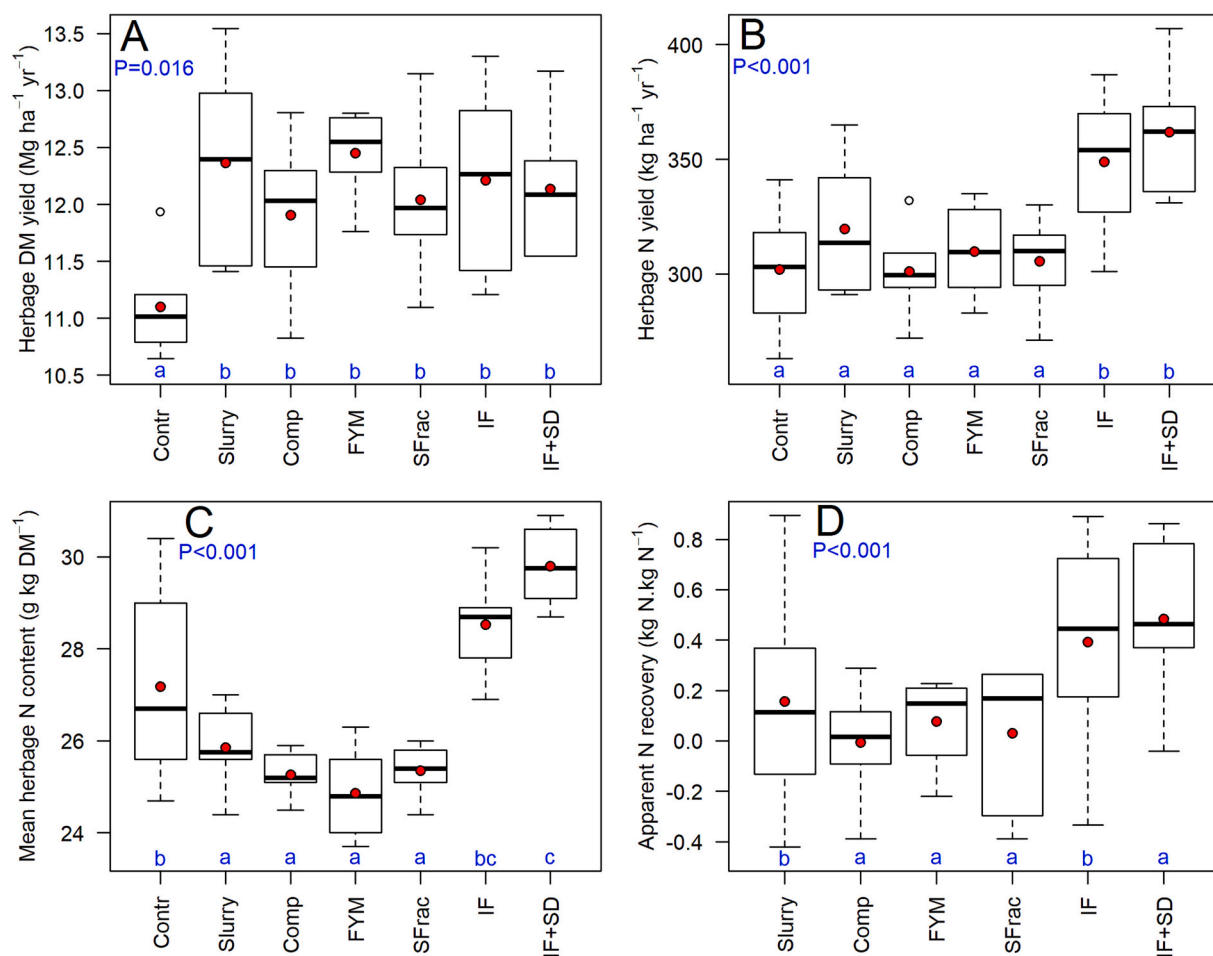 A
P=0.016
Herbage DM yield (Mg ha⁻¹ yr⁻¹)
13.5
13.0
12.5
12.0
11.5
11.0
10.5
a b b b b b b
Contr Slurry Comp FYM SFrac IF IF+SD
B
P<0.001
Herbage N yield (kg ha⁻¹ yr⁻¹)
400
350
300
a a a a a b b
Contr Slurry Comp FYM SFrac IF IF+SD
C
P<0.001
Mean herbage N content (g kg DM⁻¹)
30
28
26
24
b a a a a bc c
Contr Slurry Comp FYM SFrac IF IF+SD
D
P<0.001
Apparent N recovery (kg N.kg N⁻¹)
0.8
0.6
0.4
0.2
0.0
-0.2
-0.4
b a a a b a
Slurry Comp FYM SFrac IF IF+SD